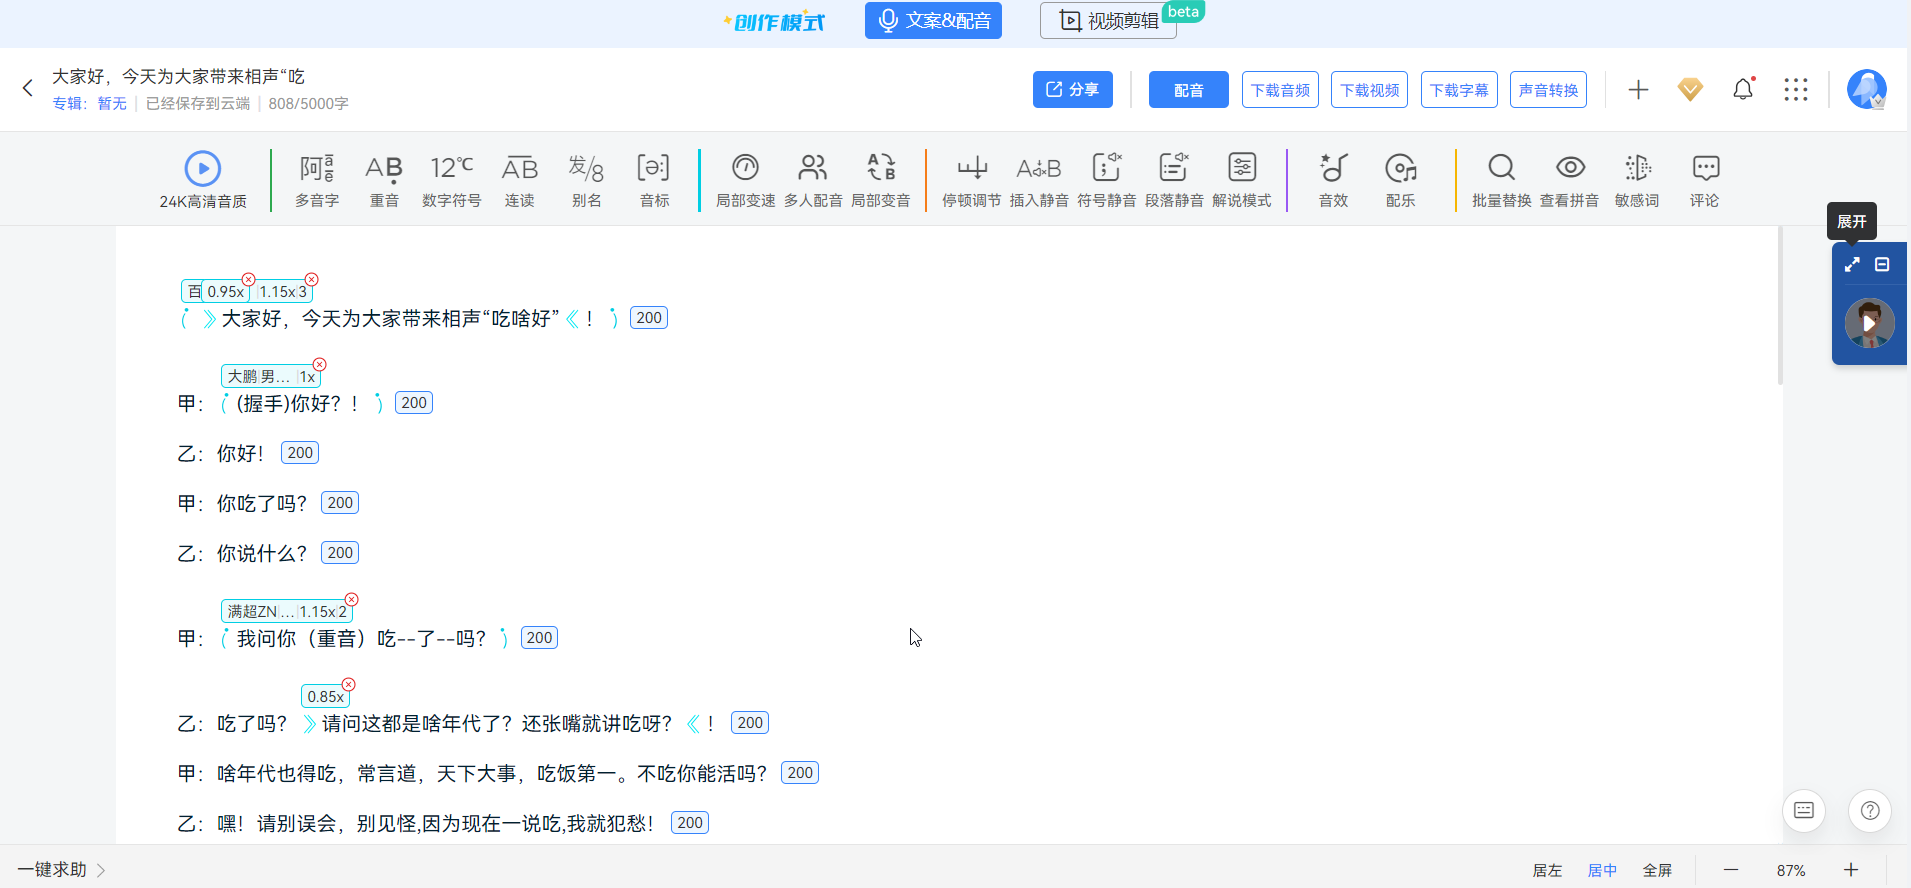 创作模式
文案&配音
视频剪辑
beta
大家好，今天为大家带来相声“吃
专辑：暂无 | 已经保存到云端 | 808/5000字
分享
配音
下载音频
下载视频
下载字幕
声音转换
阿 ā ē
AB
12℃
AB
发/8
[ə:]
24K高清音质
多音字
重音
数字符号
连读
别名
音标
局部变速
多人配音
局部变音
停顿调节
插入静音
符号静音
段落静音
解说模式
音效
配乐
批量替换
查看拼音
敏感词
评论
展开
百 0.95x 1.15x 3
大家好，今天为大家带来相声“吃啥好”！ 200
大鹏 男... 1x
甲： (握手)你好？！ 200
乙：你好！ 200
甲：你吃了吗？ 200
乙：你说什么？ 200
满超ZN ... 1.15x 2
甲： 我问你（重音）吃--了--吗？ 200
0.85x
乙：吃了吗？ 》请问这都是啥年代了？还张嘴就讲吃呀？《！ 200
甲：啥年代也得吃，常言道，天下大事，吃饭第一。不吃你能活吗？ 200
乙：嘿！请别误会，别见怪,因为现在一说吃,我就犯愁！ 200
一键求助
居左
居中
全屏
87%